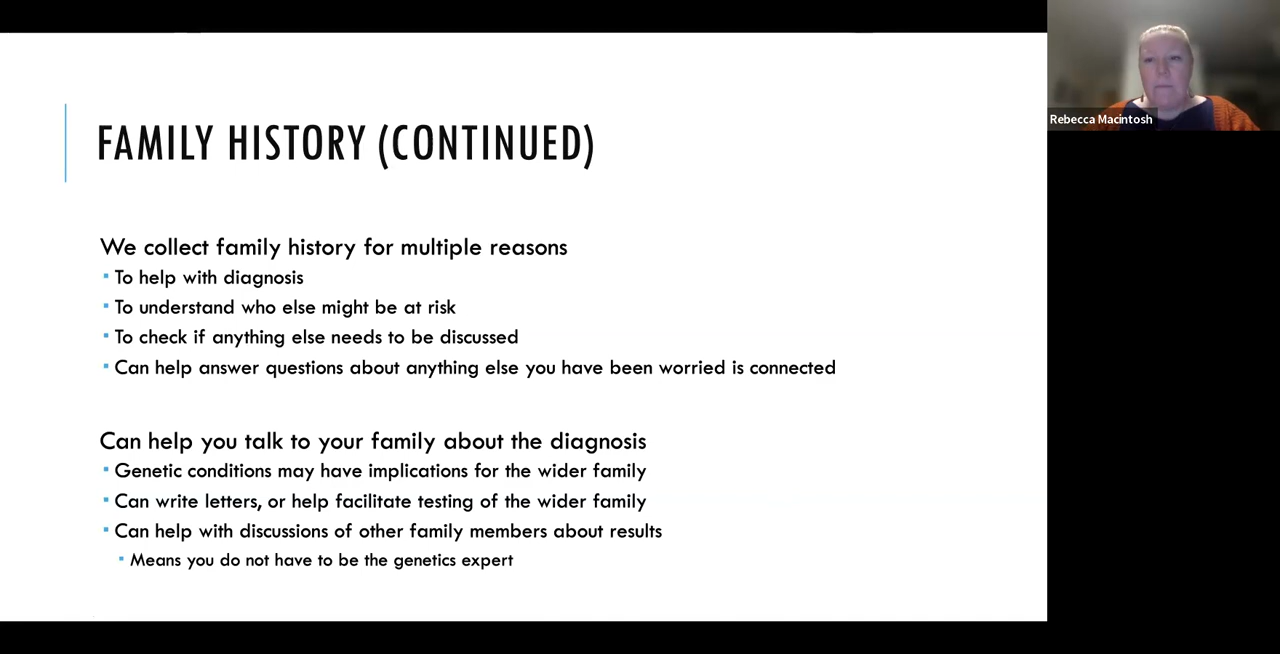 FAMILY HISTORY (CONTINUED)
We collect family history for multiple reasons
▪ To help with diagnosis
▪ To understand who else might be at risk
▪ To check if anything else needs to be discussed
▪ Can help answer questions about anything else you have been worried is connected
Can help you talk to your family about the diagnosis
▪ Genetic conditions may have implications for the wider family
▪ Can write letters, or help facilitate testing of the wider family
▪ Can help with discussions of other family members about results
▪ Means you do not have to be the genetics expert
Rebecca Macintosh